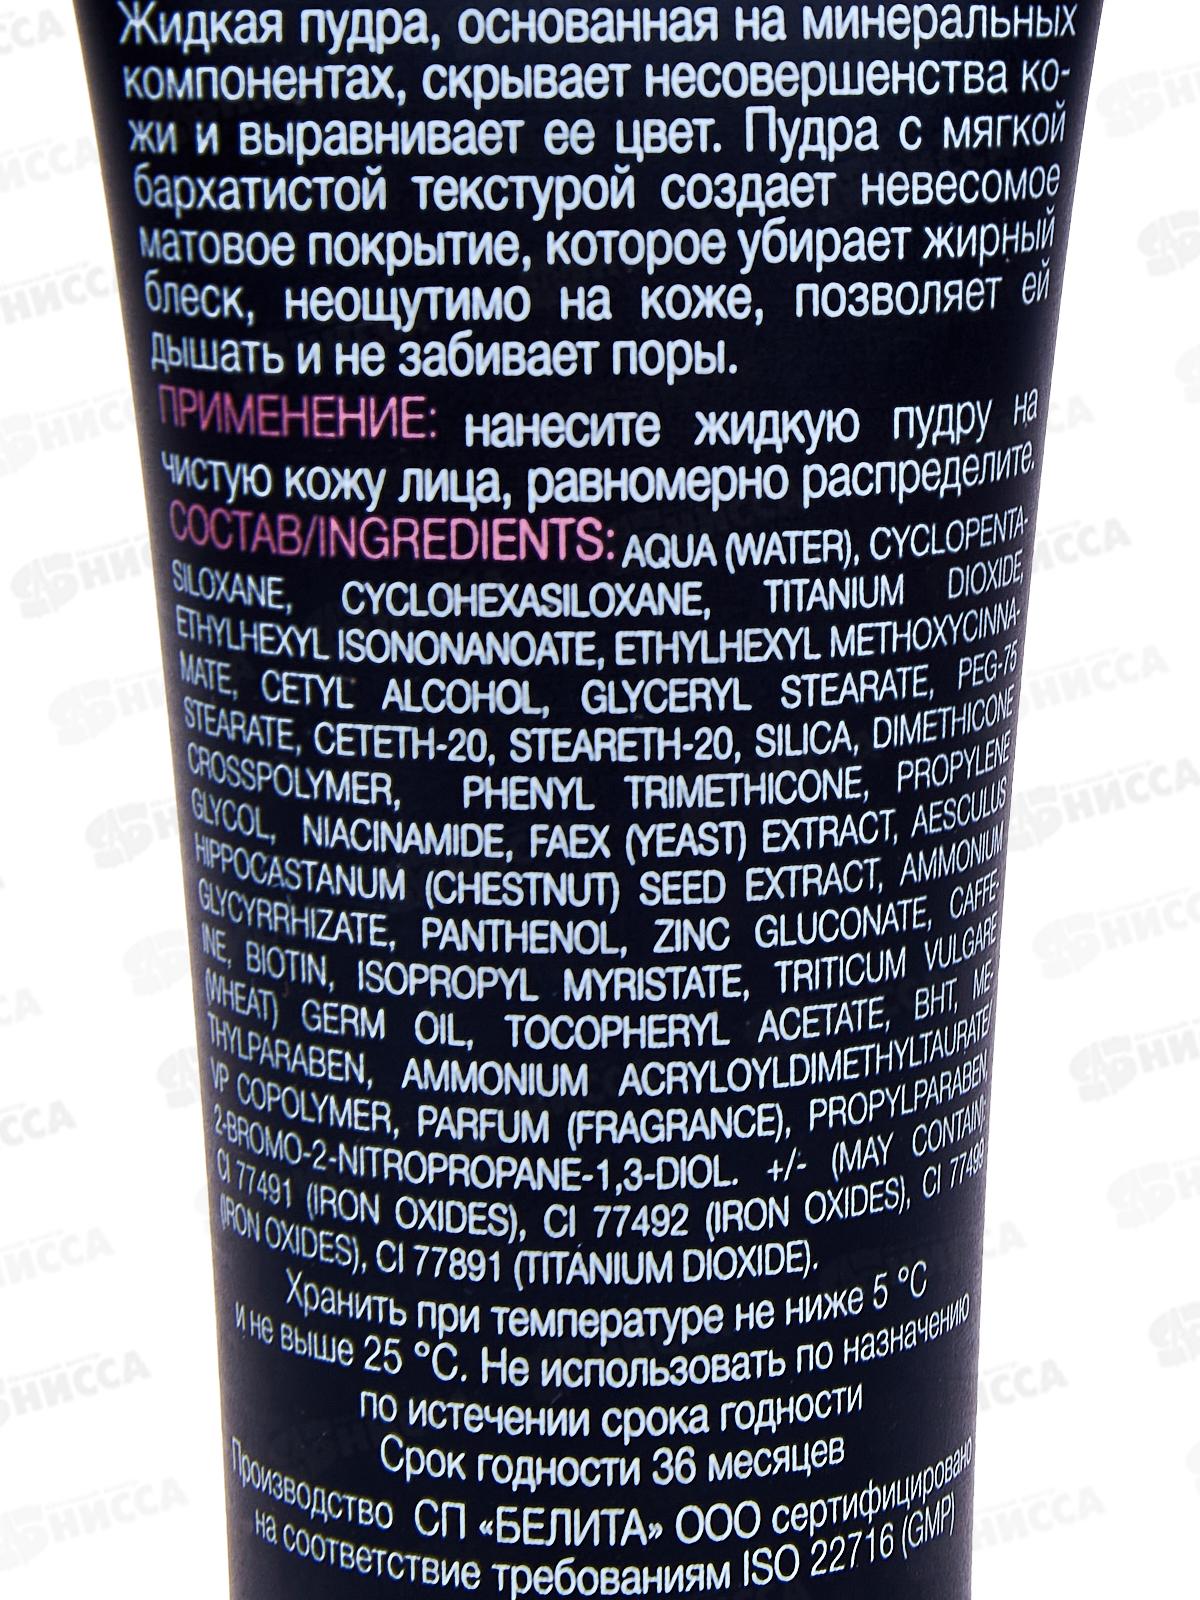 Жидкая пудра, основанная на минеральных
компонентах, скрывает несовершенства ко-
жи и выравнивает ее цвет. Пудра с мягкой
бархатистой текстурой создает невесомое
матовое покрытие, которое убирает жирный
блеск, неощутимо на коже, позволяет ей
дышать и не забивает поры.
ПРИМЕНЕНИЕ: нанесите жидкую пудру на
чистую кожу лица, равномерно распределите.
СОСТАВ/INGREDIENTS: AQUA (WATER), CYCLOPENTA-
SILOXANE, CYCLOHEXASILOXANE, TITANIUM DIOXIDE,
ETHYLHEXYL ISONONANOATE, ETHYLHEXYL METHOXYCINNA-
MATE, CETYL ALCOHOL, GLYCERYL STEARATE, PEG-75
STEARATE, CETETH-20, STEARETH-20, SILICA, DIMETHICONE
CROSSPOLYMER, PHENYL TRIMETHICONE, PROPYLENE
GLYCOL, NIACINAMIDE, FAEX (YEAST) EXTRACT, AESCULUS
HIPPOCASTANUM (CHESTNUT) SEED EXTRACT, AMMONIUM
GLYCYRRHIZATE, PANTHENOL, ZINC GLUCONATE, CAFFE-
INE, BIOTIN, ISOPROPYL MYRISTATE, TRITICUM VULGARE
(WHEAT) GERM OIL, TOCOPHERYL ACETATE, BHT, ME-
THYLPARABEN, AMMONIUM ACRYLOYLDIMETHYLTAURATE/
VP COPOLYMER, PARFUM (FRAGRANCE), PROPYLPARABEN,
2-BROMO-2-NITROPROPANE-1,3-DIOL. +/- (MAY CONTAIN):
CI 77491 (IRON OXIDES), CI 77492 (IRON OXIDES), CI 77499
(IRON OXIDES), CI 77891 (TITANIUM DIOXIDE).
Хранить при температуре не ниже 5 °C
и не выше 25 °C. Не использовать по назначению
по истечении срока годности
Срок годности 36 месяцев
Производство СП «БЕЛИТА» ООО сертифицировано
на соответствие требованиям ISO 22716 (GMP)